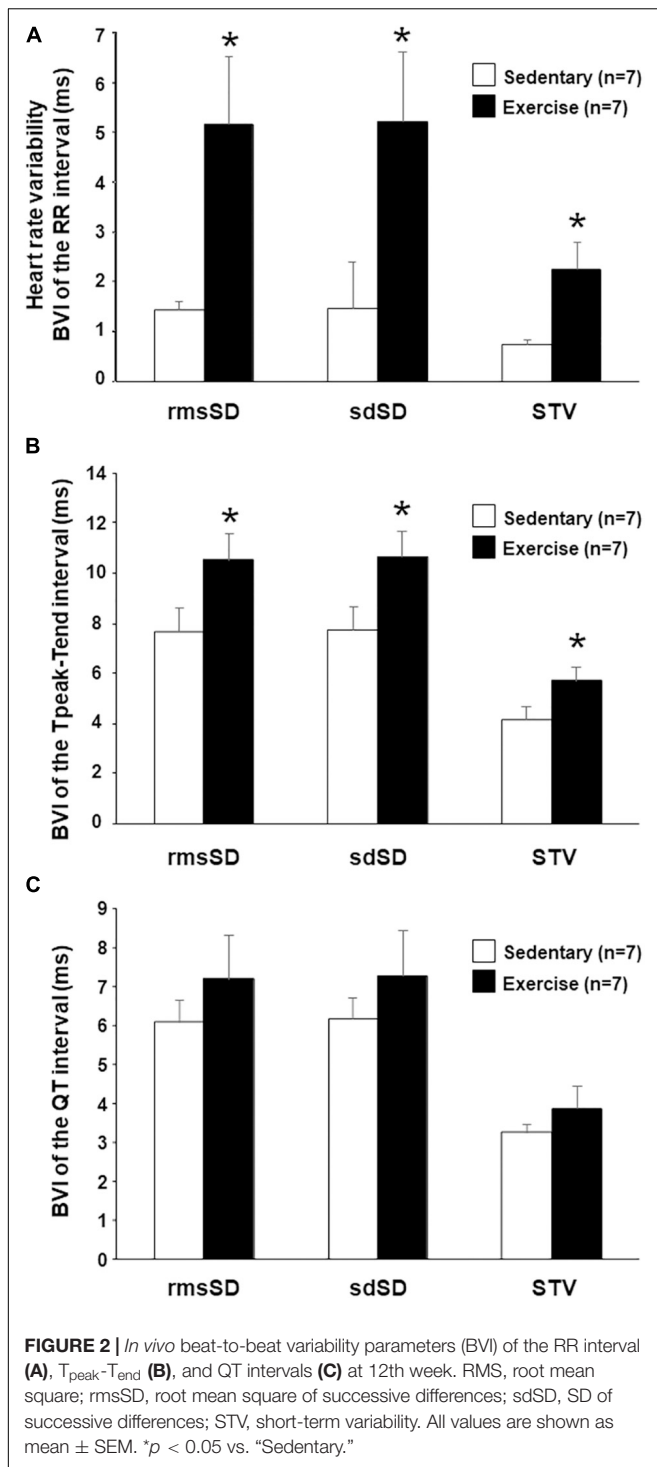 A
Heart rate variability
BVI of the RR interval (ms)
7
6
5
4
3
2
1
0
* * *
Sedentary (n=7)
Exercise (n=7)
rmsSD sdSD STV
B
BVI of the Tpeak-Tend interval (ms)
14
12
10
8
6
4
2
0
* * *
Sedentary (n=7)
Exercise (n=7)
rmsSD sdSD STV
C
BVI of the QT interval (ms)
9
8
7
6
5
4
3
2
1
0
Sedentary (n=7)
Exercise (n=7)
rmsSD sdSD STV
FIGURE 2 | In vivo beat-to-beat variability parameters (BVI) of the RR interval
(A), Tpeak-Tend (B), and QT intervals (C) at 12th week. RMS, root mean
square; rmsSD, root mean square of successive differences; sdSD, SD of
successive differences; STV, short-term variability. All values are shown as
mean ± SEM. *p < 0.05 vs. “Sedentary.”